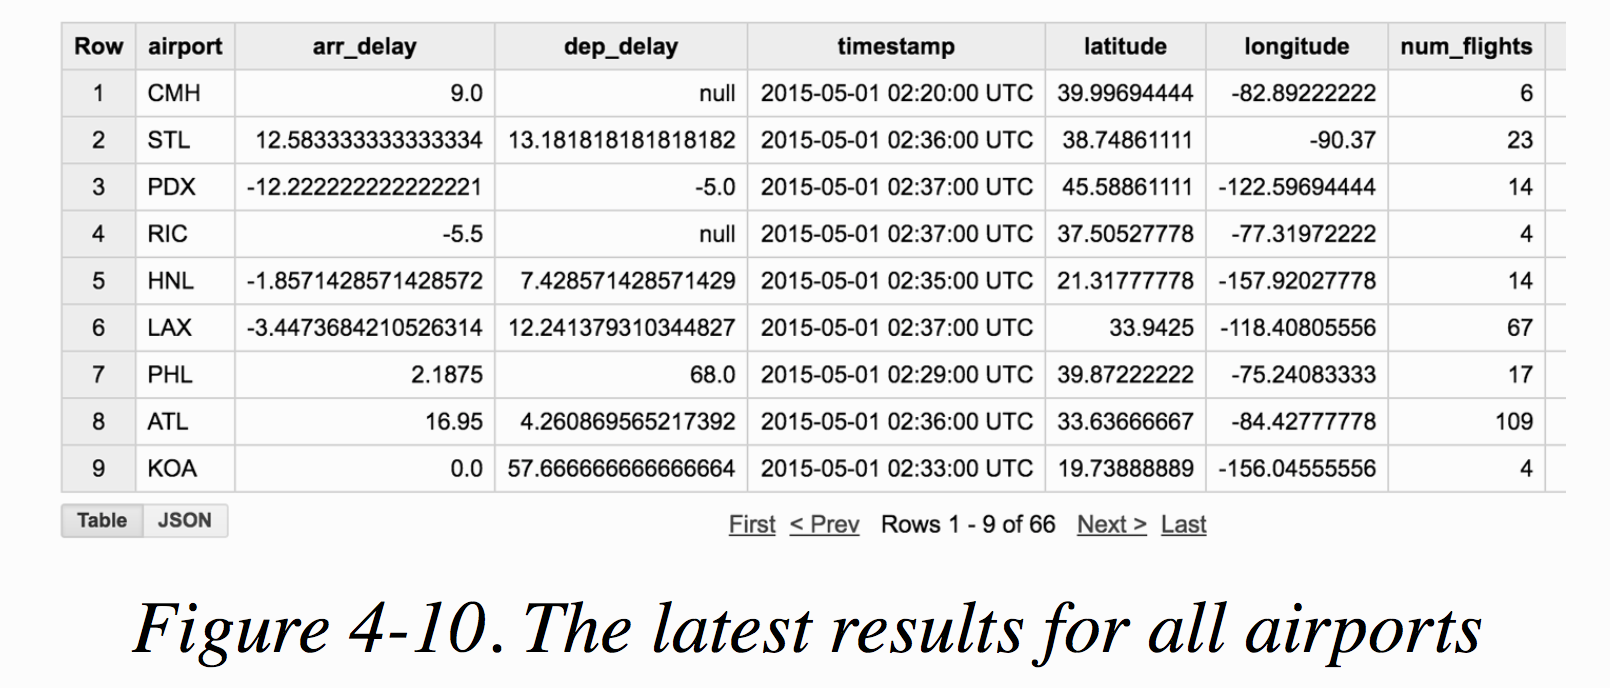 Row airport arr_delay dep_delay timestamp latitude longitude num_flights
1 CMH 9.0 null 2015-05-01 02:20:00 UTC 39.99694444 -82.89222222 6
2 STL 12.583333333333334 13.181818181818182 2015-05-01 02:36:00 UTC 38.74861111 -90.37 23
3 PDX -12.222222222222221 -5.0 2015-05-01 02:37:00 UTC 45.58861111 -122.59694444 14
4 RIC -5.5 null 2015-05-01 02:37:00 UTC 37.50527778 -77.31972222 4
5 HNL -1.8571428571428572 7.428571428571429 2015-05-01 02:35:00 UTC 21.31777778 -157.92027778 14
6 LAX -3.4473684210526314 12.241379310344827 2015-05-01 02:37:00 UTC 33.9425 -118.40805556 67
7 PHL 2.1875 68.0 2015-05-01 02:29:00 UTC 39.87222222 -75.24083333 17
8 ATL 16.95 4.260869565217392 2015-05-01 02:36:00 UTC 33.63666667 -84.42777778 109
9 KOA 0.0 57.666666666666664 2015-05-01 02:33:00 UTC 19.73888889 -156.04555556 4
Table JSON First < Prev Rows 1 - 9 of 66 Next > Last
Figure 4-10. The latest results for all airports